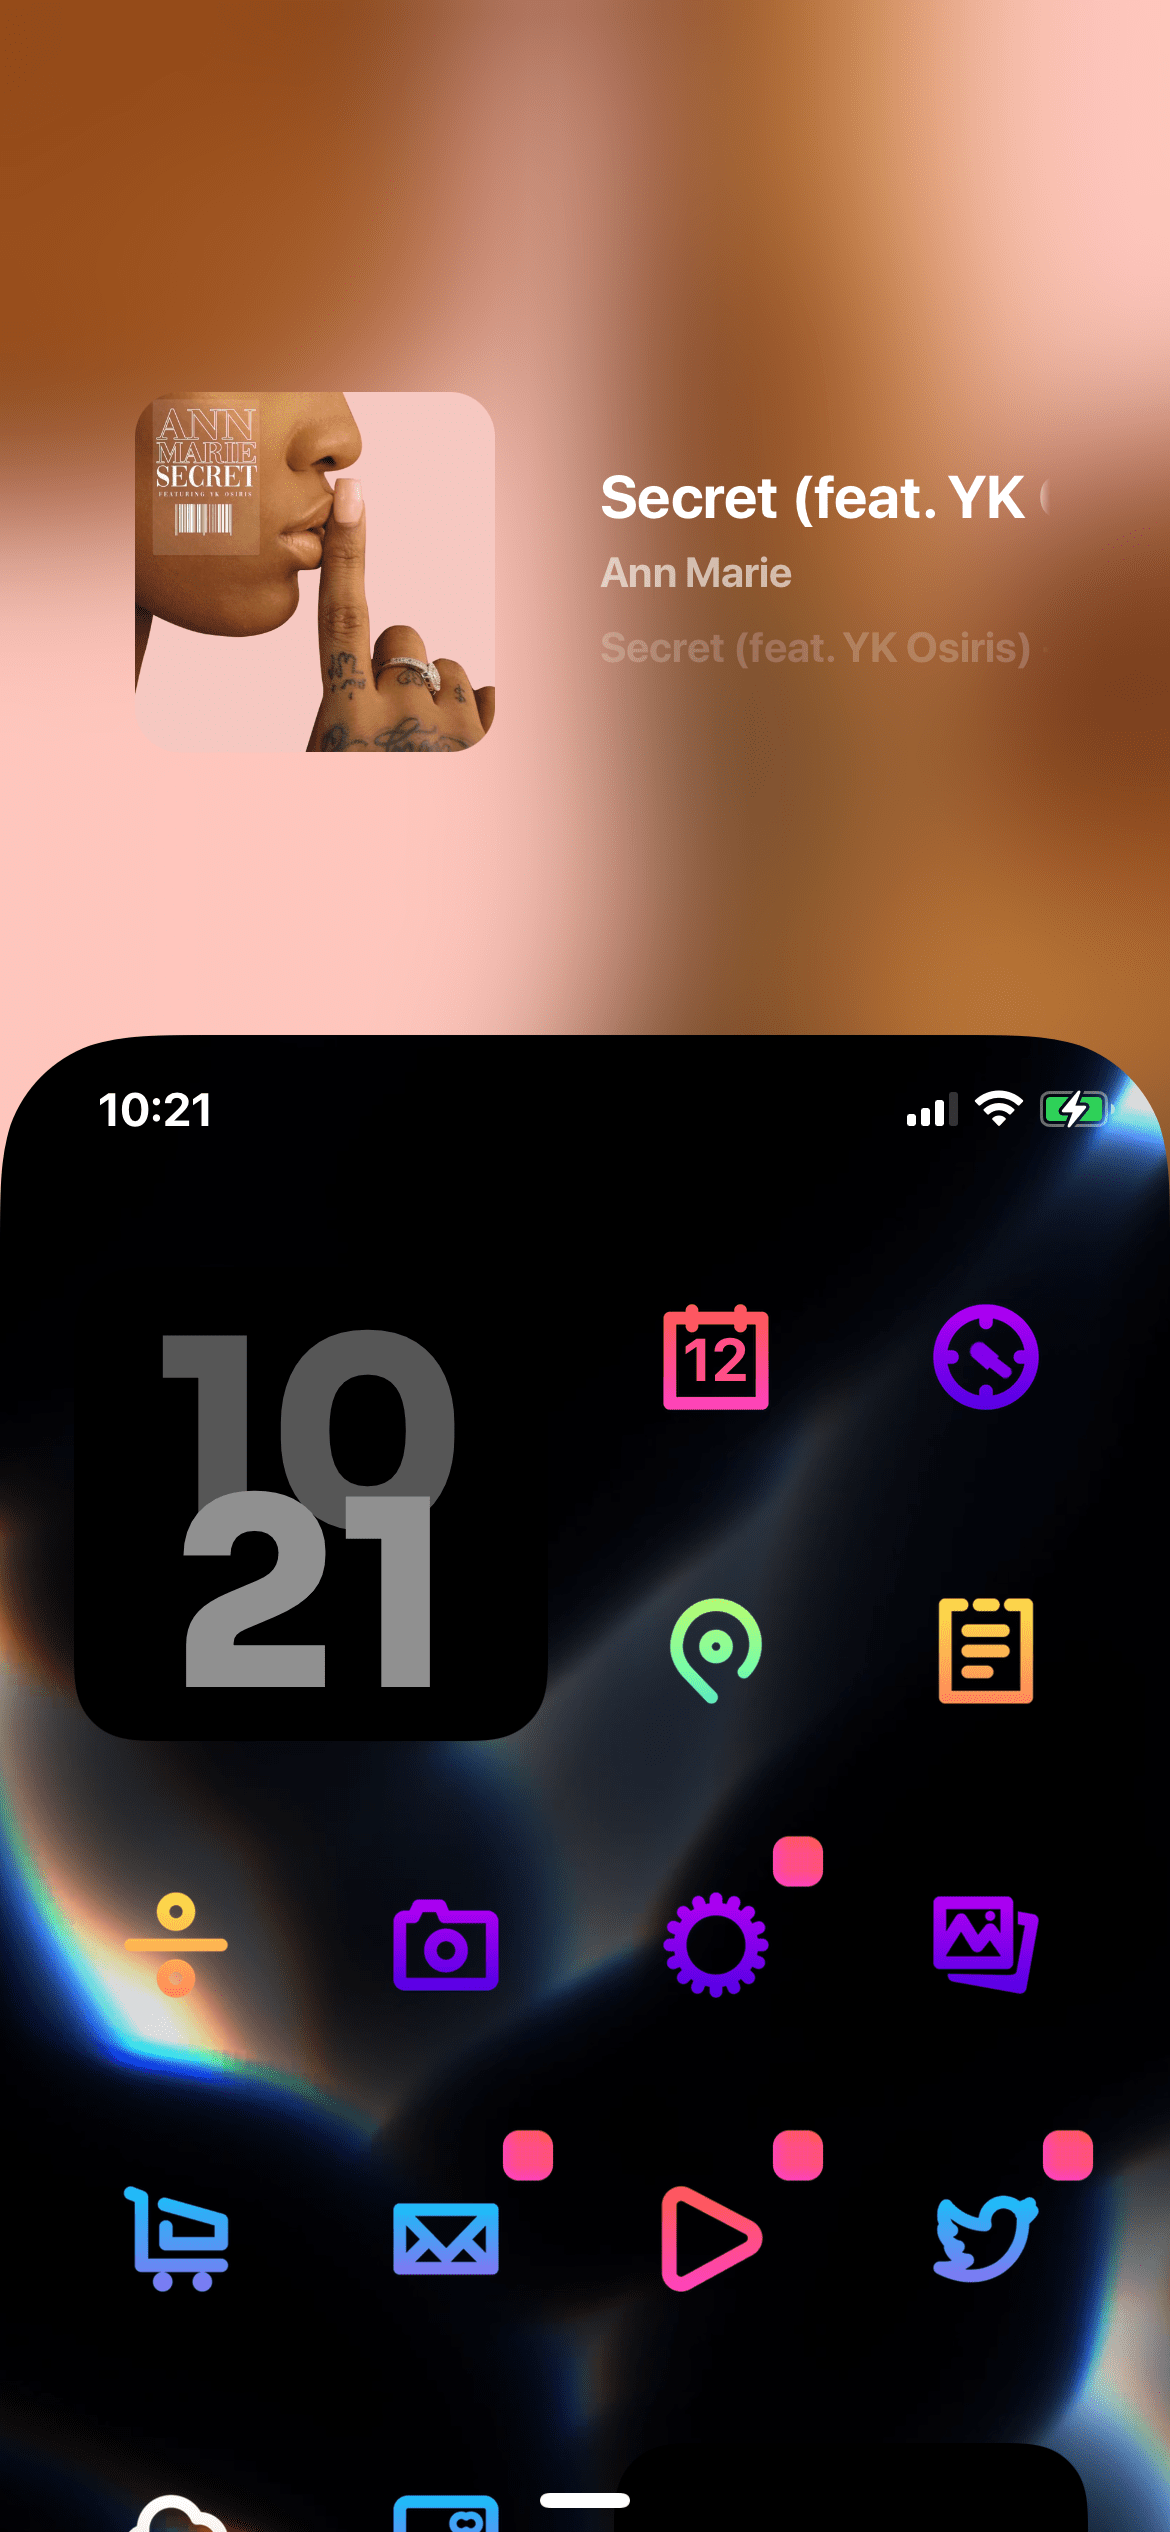 ANN
MARIE
SECRET
FEATURING YK OSIRIS
Secret (feat. YK
Ann Marie
Secret (feat. YK Osiris)
10:21
10
21
12